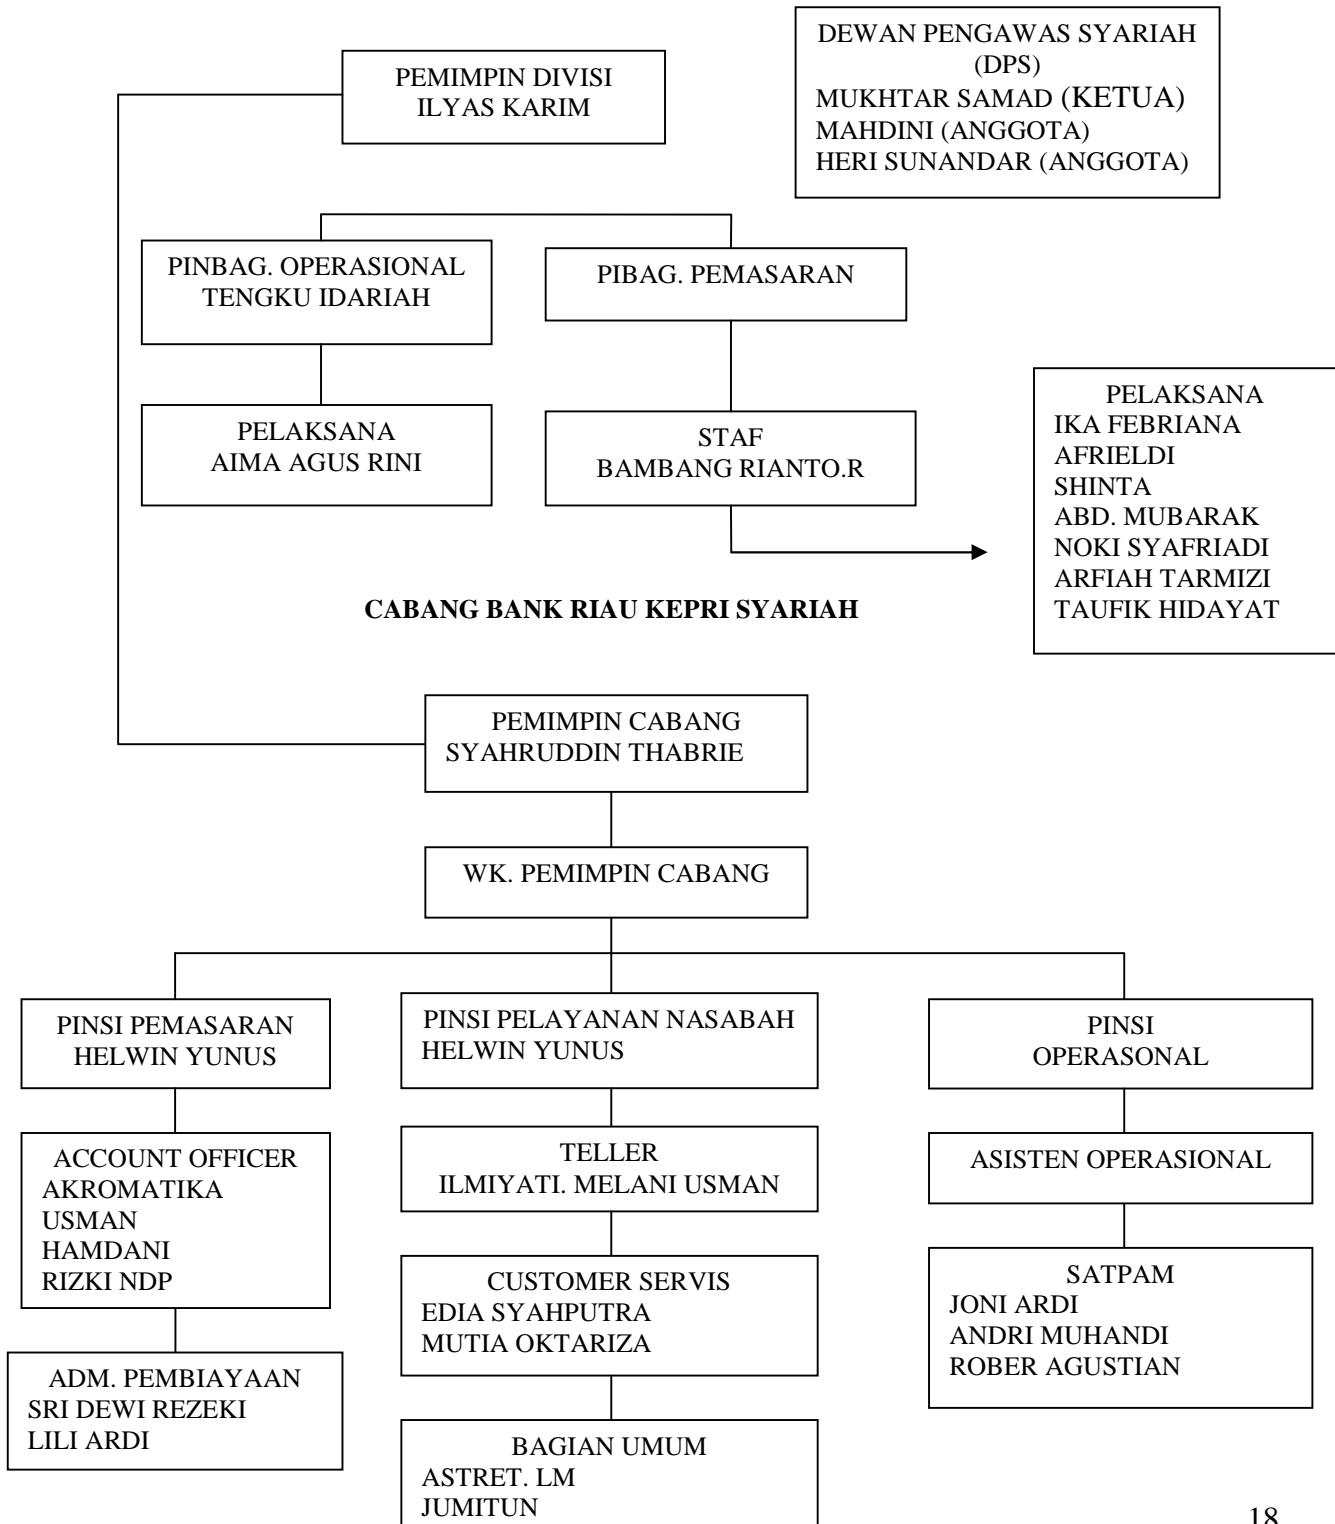 PEMIMPIN DIVISI
ILYAS KARIM
DEWAN PENGAWAS SYARIAH
(DPS)
MUKHTAR SAMAD (KETUA)
MAHDINI (ANGGOTA)
HERI SUNANDAR (ANGGOTA)
PINBAG. OPERASIONAL
TENGKU IDARIAH
PIBAG. PEMASARAN
PELAKSANA
AIMA AGUS RINI
STAF
BAMBANG RIANTO.R
PELAKSANA
IKA FEBRIANA
AFRIELDI
SHINTA
ABD. MUBARAK
NOKI SYAFRIADI
ARFIAH TARMIZI
TAUFIK HIDAYAT
CABANG BANK RIAU KEPRI SYARIAH
PEMIMPIN CABANG
SYAHRUDDIN THABRIE
WK. PEMIMPIN CABANG
PINSI PEMASARAN
HELWIN YUNUS
PINSI PELAYANAN NASABAH
HELWIN YUNUS
PINSI
OPERASONAL
ACCOUNT OFFICER
AKROMATIKA
USMAN
HAMDANI
RIZKI NDP
TELLER
ILMIYATI. MELANI USMAN
ASISTEN OPERASIONAL
CUSTOMER SERVIS
EDIA SYAHPUTRA
MUTIA OKTARIZA
SATPAM
JONI ARDI
ANDRI MUHANDI
ROBER AGUSTIAN
ADM. PEMBIAYAAN
SRI DEWI REZEKI
LILI ARDI
BAGIAN UMUM
ASTRET. LM
JUMITUN
18